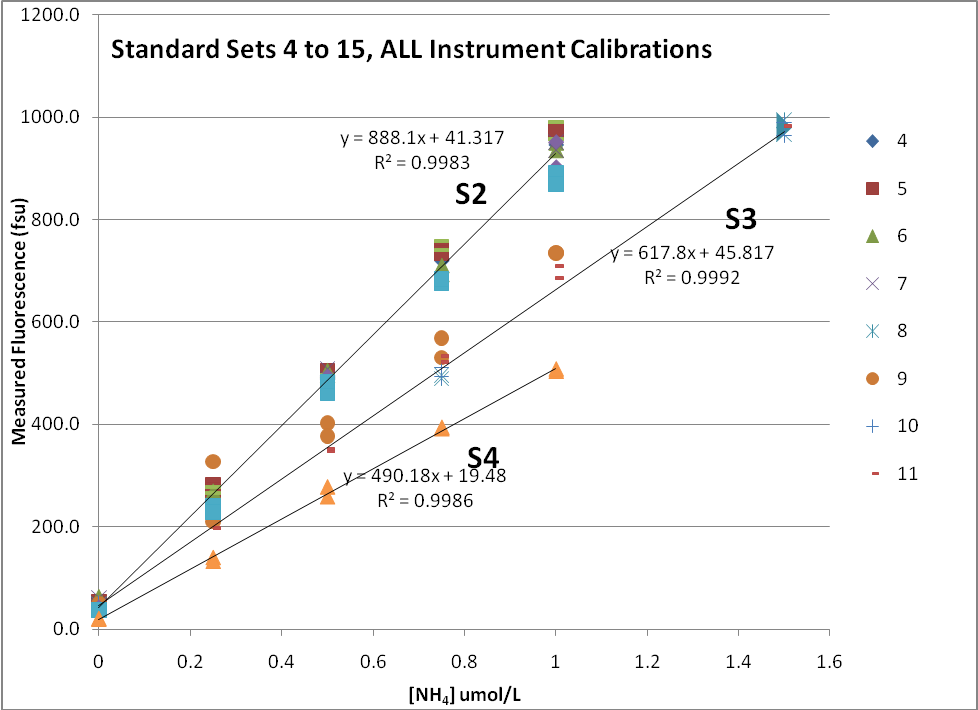 Standard Sets 4 to 15, ALL Instrument Calibrations
1200.0
1000.0
800.0
600.0
400.0
200.0
0.0
Measured Fluorescence (fsu)
y = 888.1x + 41.317
R² = 0.9983
S2
S3
y = 617.8x + 45.817
R² = 0.9992
S4
y = 490.18x + 19.48
R² = 0.9986
0 0.2 0.4 0.6 0.8 1 1.2 1.4 1.6
[NH₄] umol/L
4
5
6
7
8
9
10
11